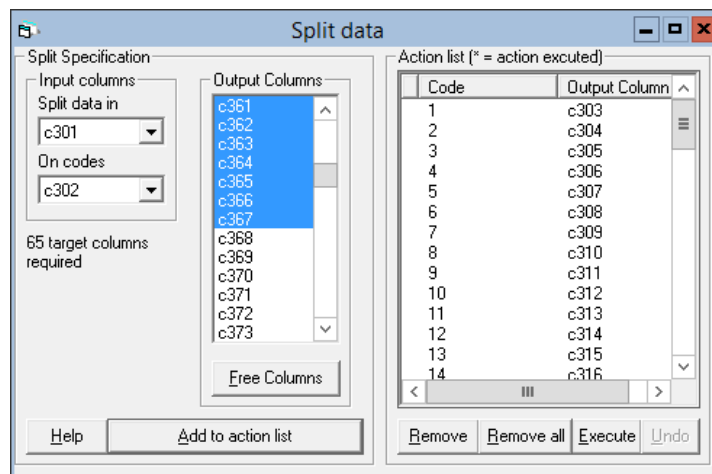 Split data
Split Specification
Input columns
Split data in
c301
On codes
c302
65 target columns
required
Output Columns
c361
c362
c363
c364
c365
c366
c367
c368
c369
c370
c371
c372
c373
Free Columns
Help
Add to action list
Action list (* = action excuted)
Code Output Column
1 c303
2 c304
3 c305
4 c306
5 c307
6 c308
7 c309
8 c310
9 c311
10 c312
11 c313
12 c314
13 c315
14 c316
Remove Remove all Execute Undo